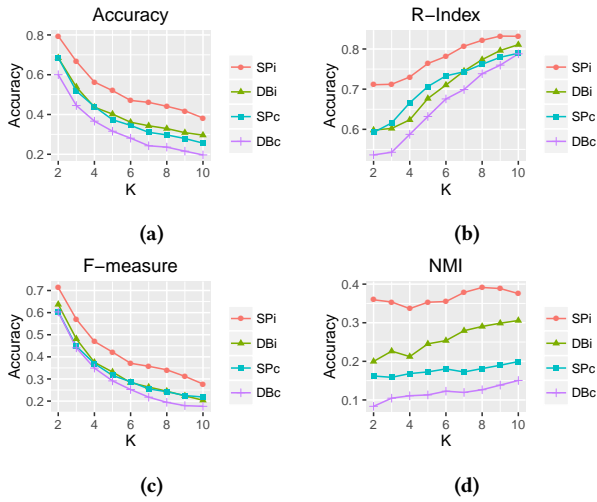 Accuracy
Accuracy
0.8
0.6
0.4
0.2
2 4 6 8 10
K
SPi
DBi
SPc
DBc
(a)
R−Index
Accuracy
0.8
0.7
0.6
2 4 6 8 10
K
SPi
DBi
SPc
DBc
(b)
F−measure
Accuracy
0.7
0.6
0.5
0.4
0.3
0.2
2 4 6 8 10
K
SPi
DBi
SPc
DBc
(c)
NMI
Accuracy
0.4
0.3
0.2
0.1
2 4 6 8 10
K
SPi
DBi
SPc
DBc
(d)